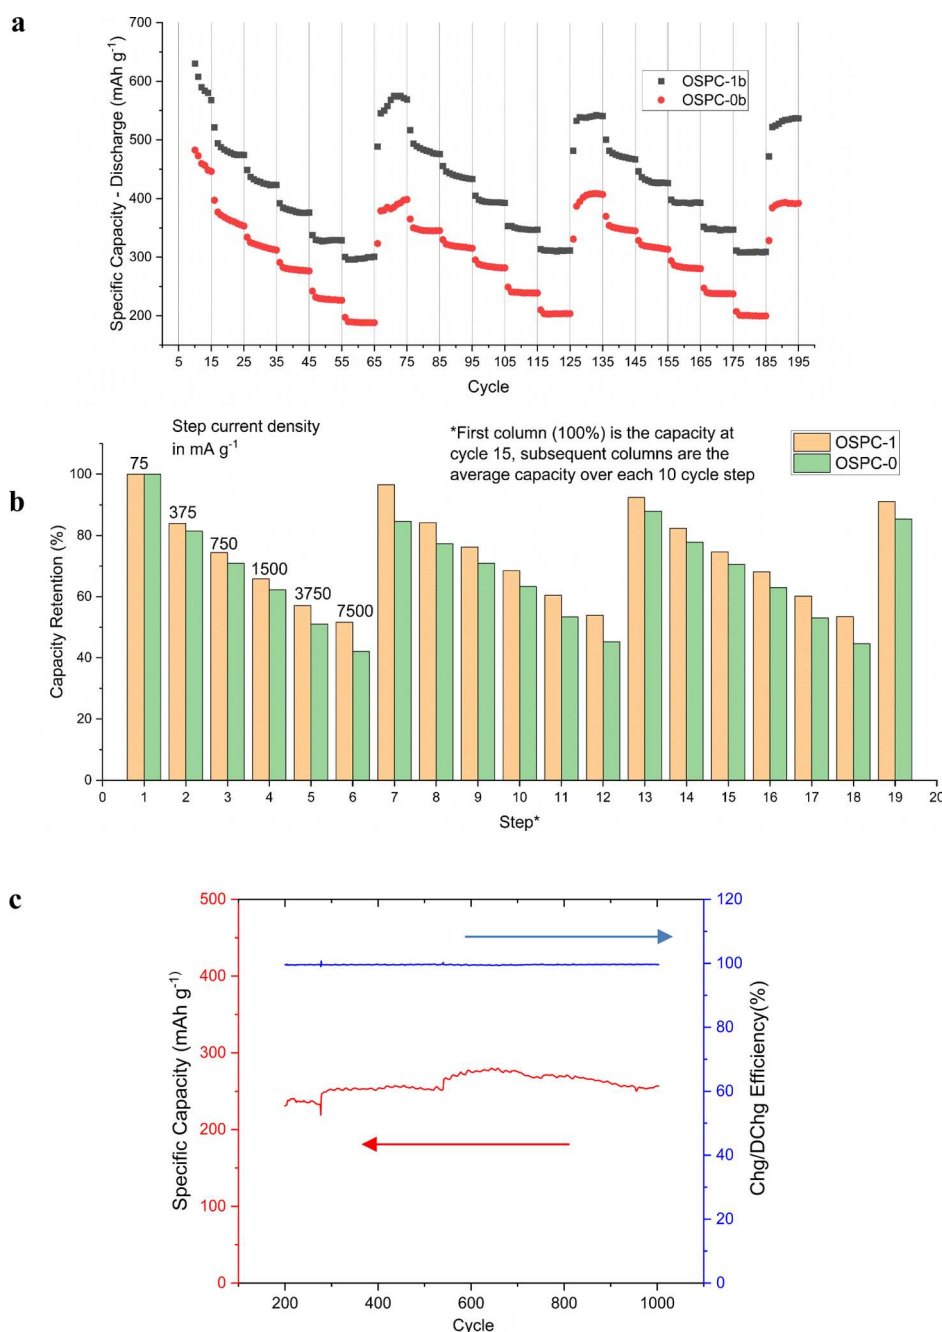 a
Specific Capacity - Discharge (mAh g⁻¹)
700
600
500
400
300
200
OSPC-1b
OSPC-0b
5 15 25 35 45 55 65 75 85 95 105 115 125 135 145 155 165 175 185 195
Cycle
b
Step current density
in mA g⁻¹
*First column (100%) is the capacity at
cycle 15, subsequent columns are the
average capacity over each 10 cycle step
OSPC-1
OSPC-0
Capacity Retention (%)
100
80
60
40
20
0
75
375
750
1500
3750
7500
0 1 2 3 4 5 6 7 8 9 10 11 12 13 14 15 16 17 18 19 20
Step*
c
Specific Capacity (mAh g⁻¹)
500
400
300
200
100
0
120
100
80
60
40
20
0
Chg/DChg Efficiency(%)
200 400 600 800 1000
Cycle